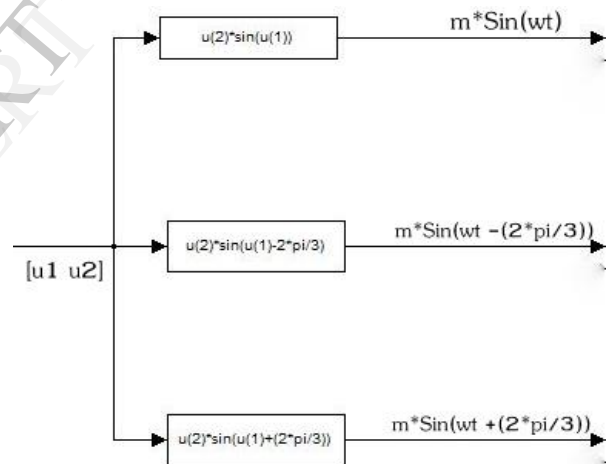 u(2)*sin(u(1))
m*Sin(wt)
u(2)*sin(u(1)-2*pi/3)
m*Sin(wt -(2*pi/3))
[u1 u2]
u(2)*sin(u(1)+(2*pi/3))
m*Sin(wt +(2*pi/3))